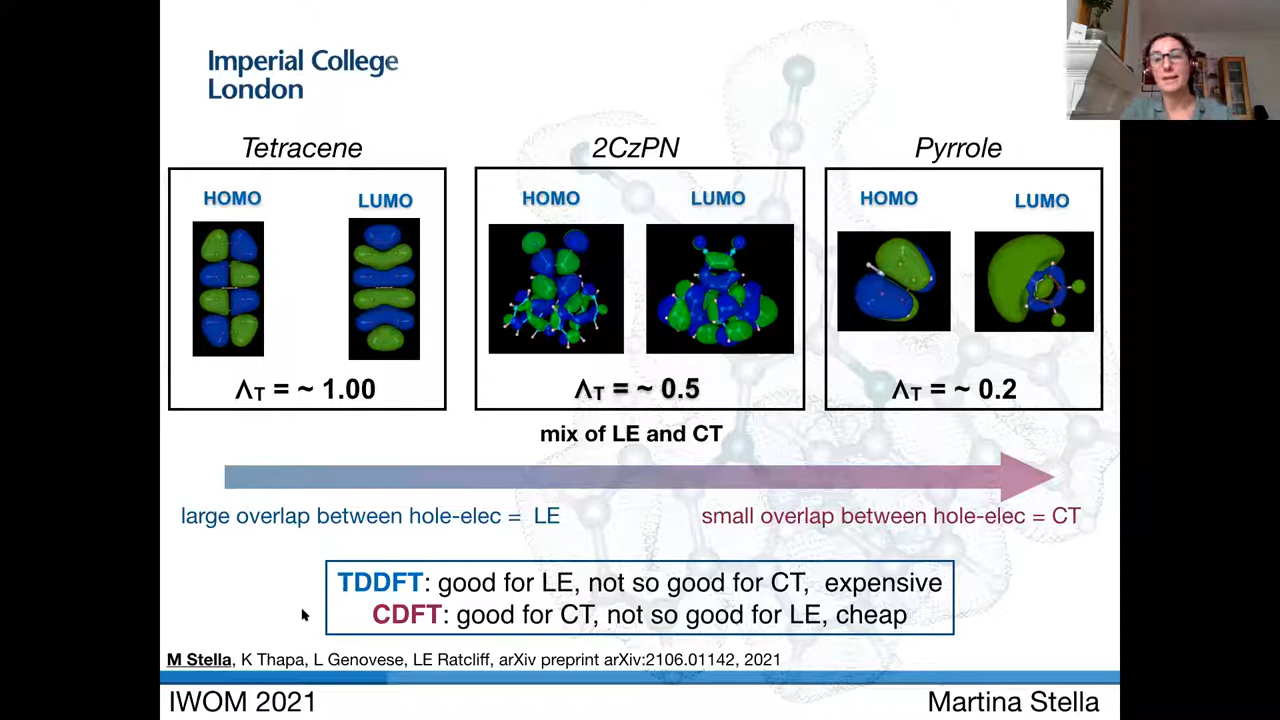 Imperial College
London
Tetracene
2CzPN
Pyrrole
HOMO
LUMO
HOMO
LUMO
HOMO
LUMO
ΛT = ~ 1.00
ΛT = ~ 0.5
ΛT = ~ 0.2
mix of LE and CT
large overlap between hole-elec = LE
small overlap between hole-elec = CT
TDDFT: good for LE, not so good for CT, expensive
CDFT: good for CT, not so good for LE, cheap
M Stella, K Thapa, L Genovese, LE Ratcliff, arXiv preprint arXiv:2106.01142, 2021
IWOM 2021
Martina Stella